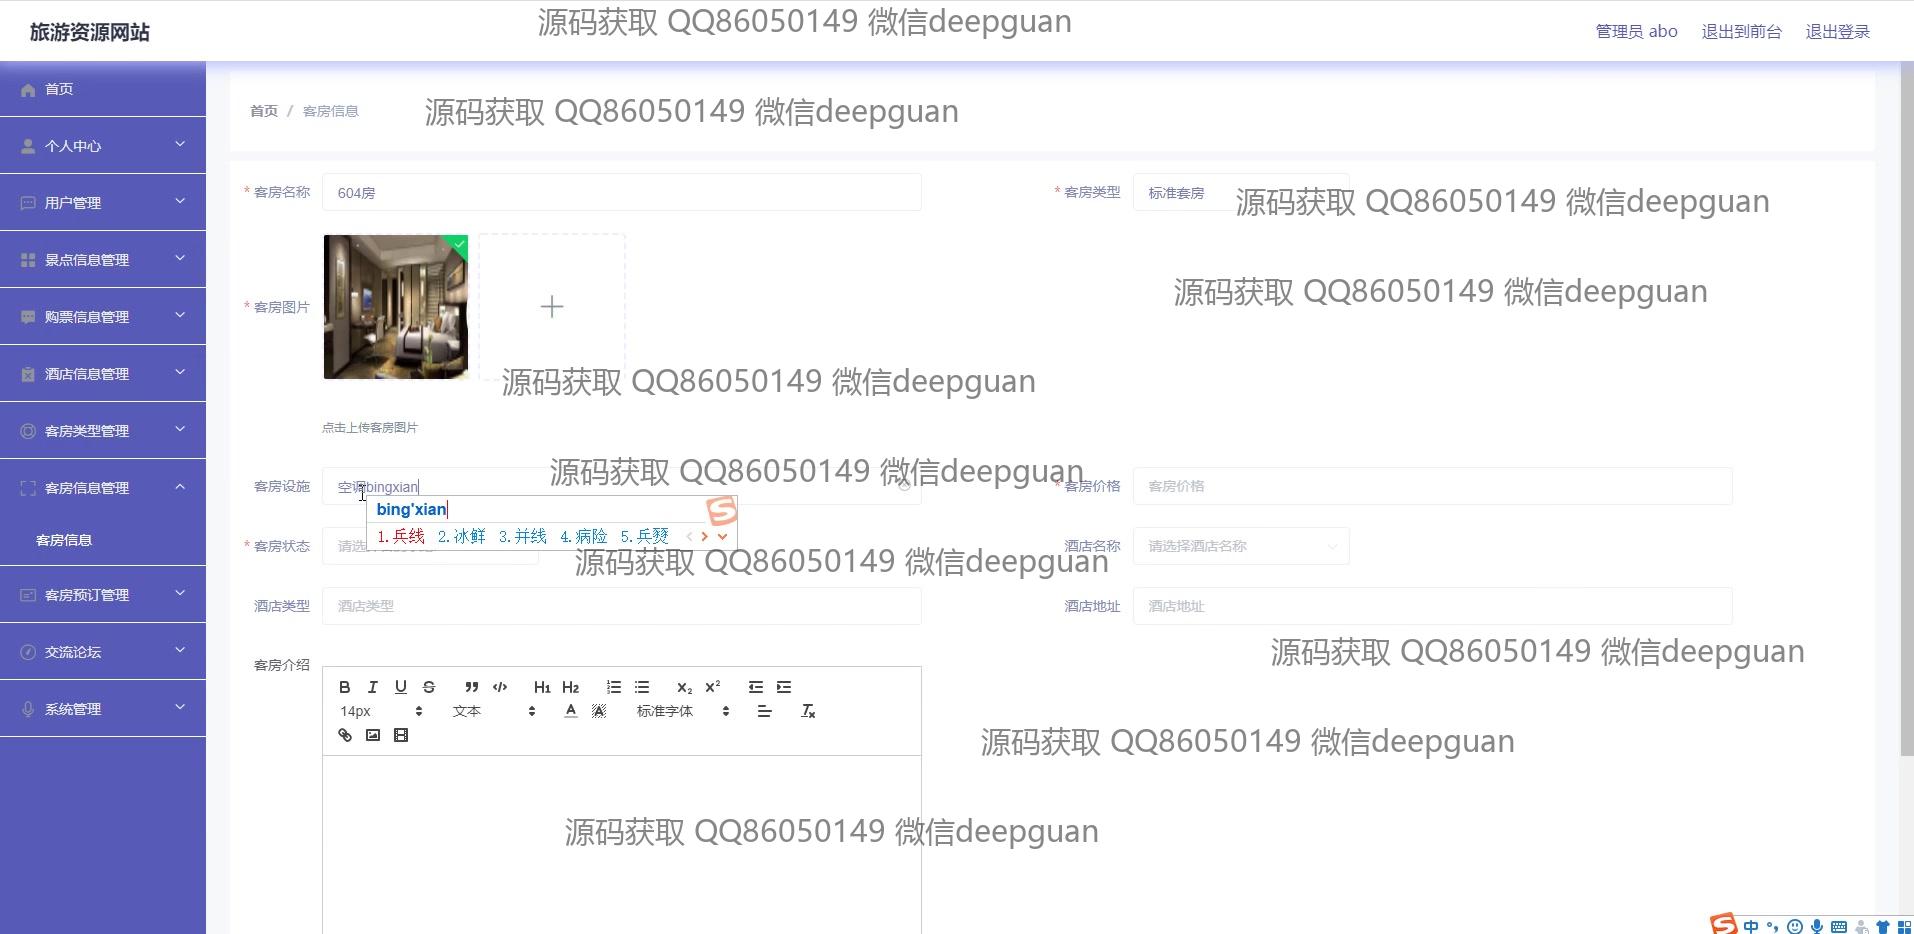 旅游资源网站
源码获取 QQ86050149 微信deepguan
管理员 abo
退出到前台
退出登录
首页
个人中心
用户管理
景点信息管理
购票信息管理
酒店信息管理
客房类型管理
客房信息管理
客房信息
客房预订管理
交流论坛
系统管理
首页 / 客房信息
源码获取 QQ86050149 微信deepguan
* 客房名称 604房
* 客房类型 标准套房
源码获取 QQ86050149 微信deepguan
源码获取 QQ86050149 微信deepguan
* 客房图片
源码获取 QQ86050149 微信deepguan
点击上传客房图片
源码获取 QQ86050149 微信deepguan
客房设施 空调bingxian
* 客房价格 客房价格
bing'xian
1.兵线 2.冰鲜 3.并线 4.病险 5.兵燹
* 客房状态
酒店名称 请选择酒店名称
源码获取 QQ86050149 微信deepguan
酒店类型 酒店类型
酒店地址 酒店地址
源码获取 QQ86050149 微信deepguan
客房介绍
B I U S H1 H2 X2 X2
14px 文本 A A 标准字体
源码获取 QQ86050149 微信deepguan
源码获取 QQ86050149 微信deepguan
中